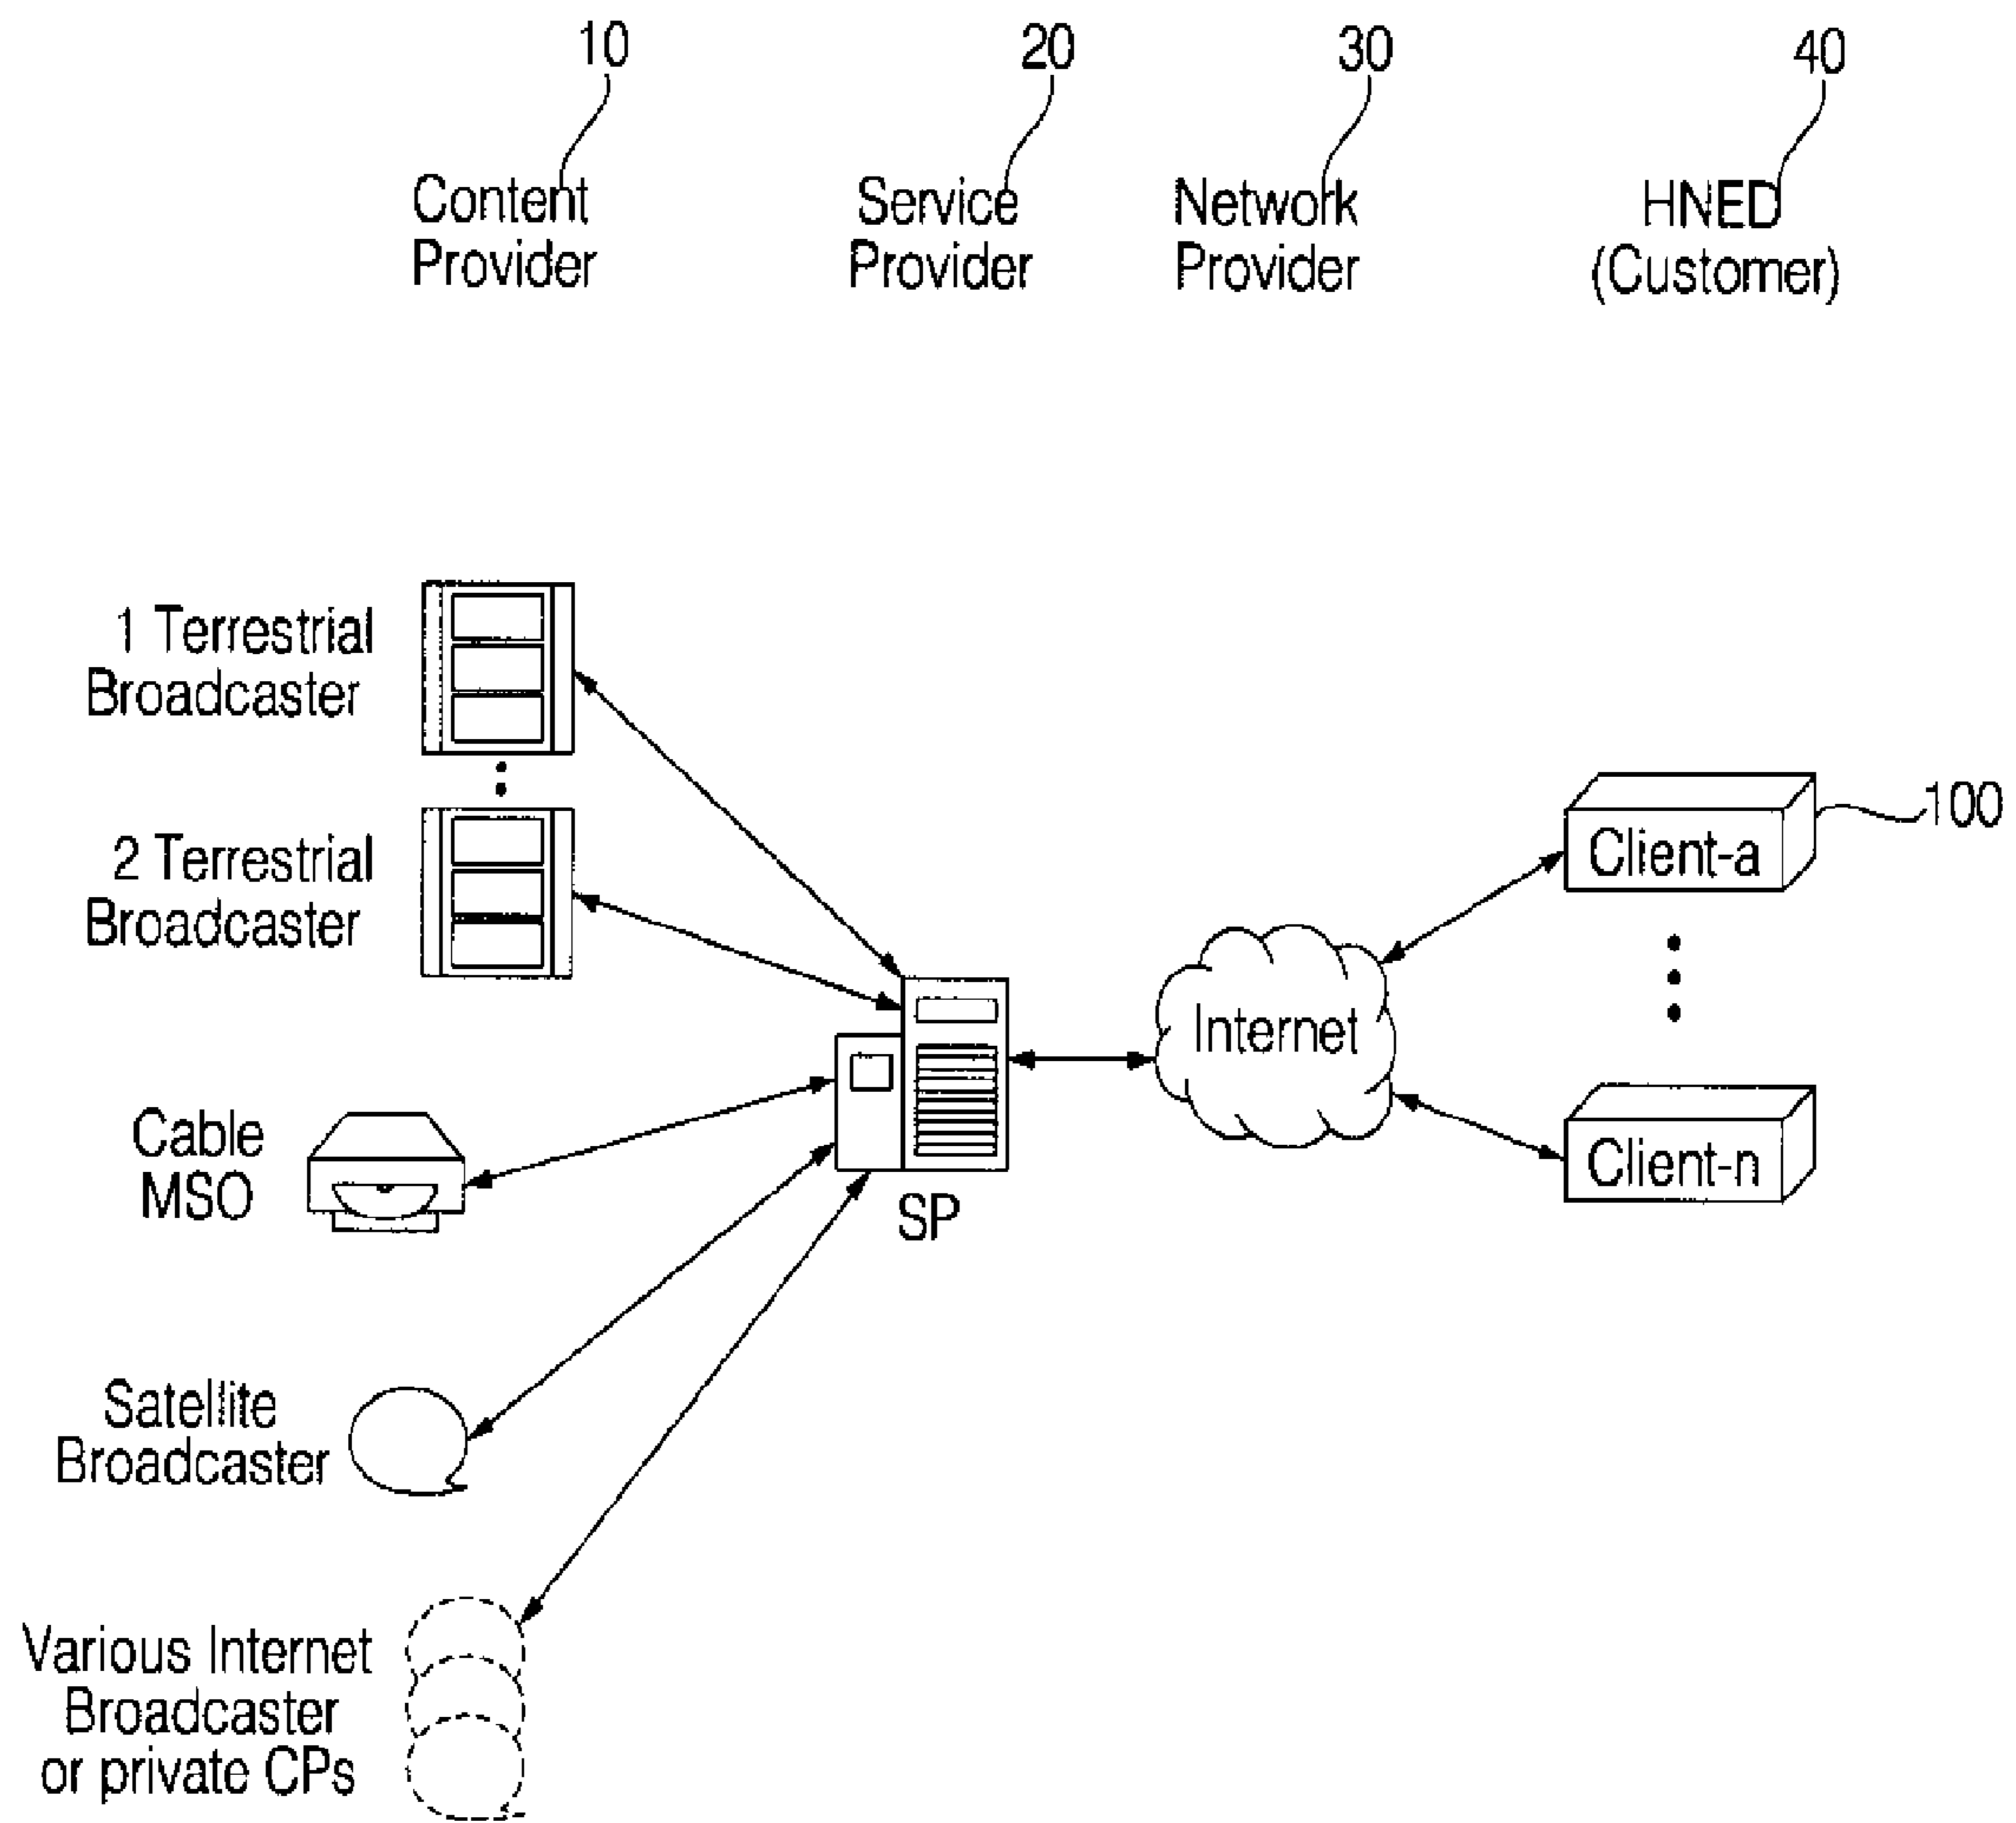 10
20
30
40
Content
Provider
Service
Provider
Network
Provider
HNED
(Customer)
1 Terrestrial
Broadcaster
2 Terrestrial
Broadcaster
Cable
MSO
Satellite
Broadcaster
Various Internet
Broadcaster
or private CPs
SP
Internet
Client-a
100
Client-n